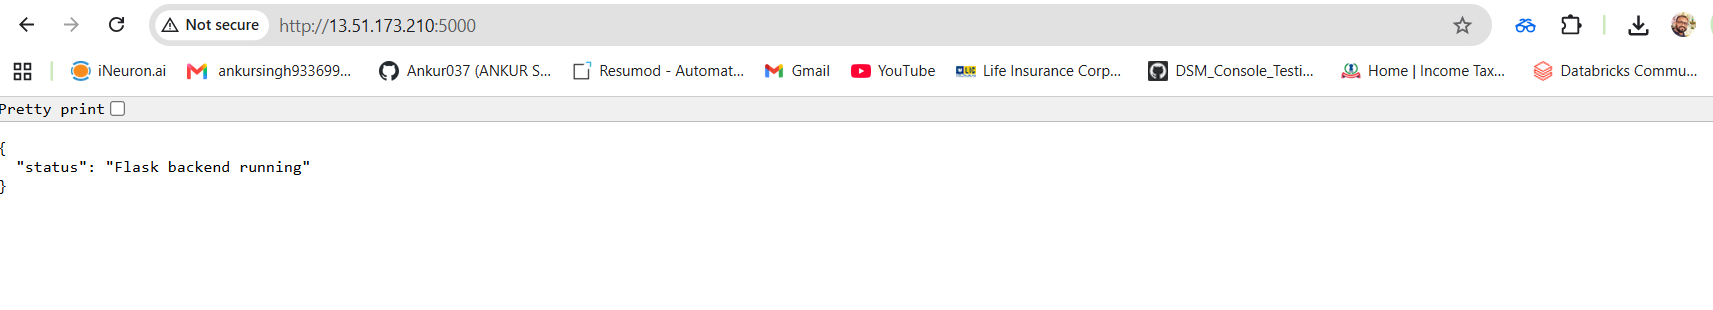 Not secure http://13.51.173.210:5000
iNeuron.ai ankursingh933699... Ankur037 (ANKUR S... Resumod - Automat... Gmail YouTube Life Insurance Corp... DSM_Console_Testi... Home | Income Tax... Databricks Commu...
Pretty print
{
"status": "Flask backend running"
}